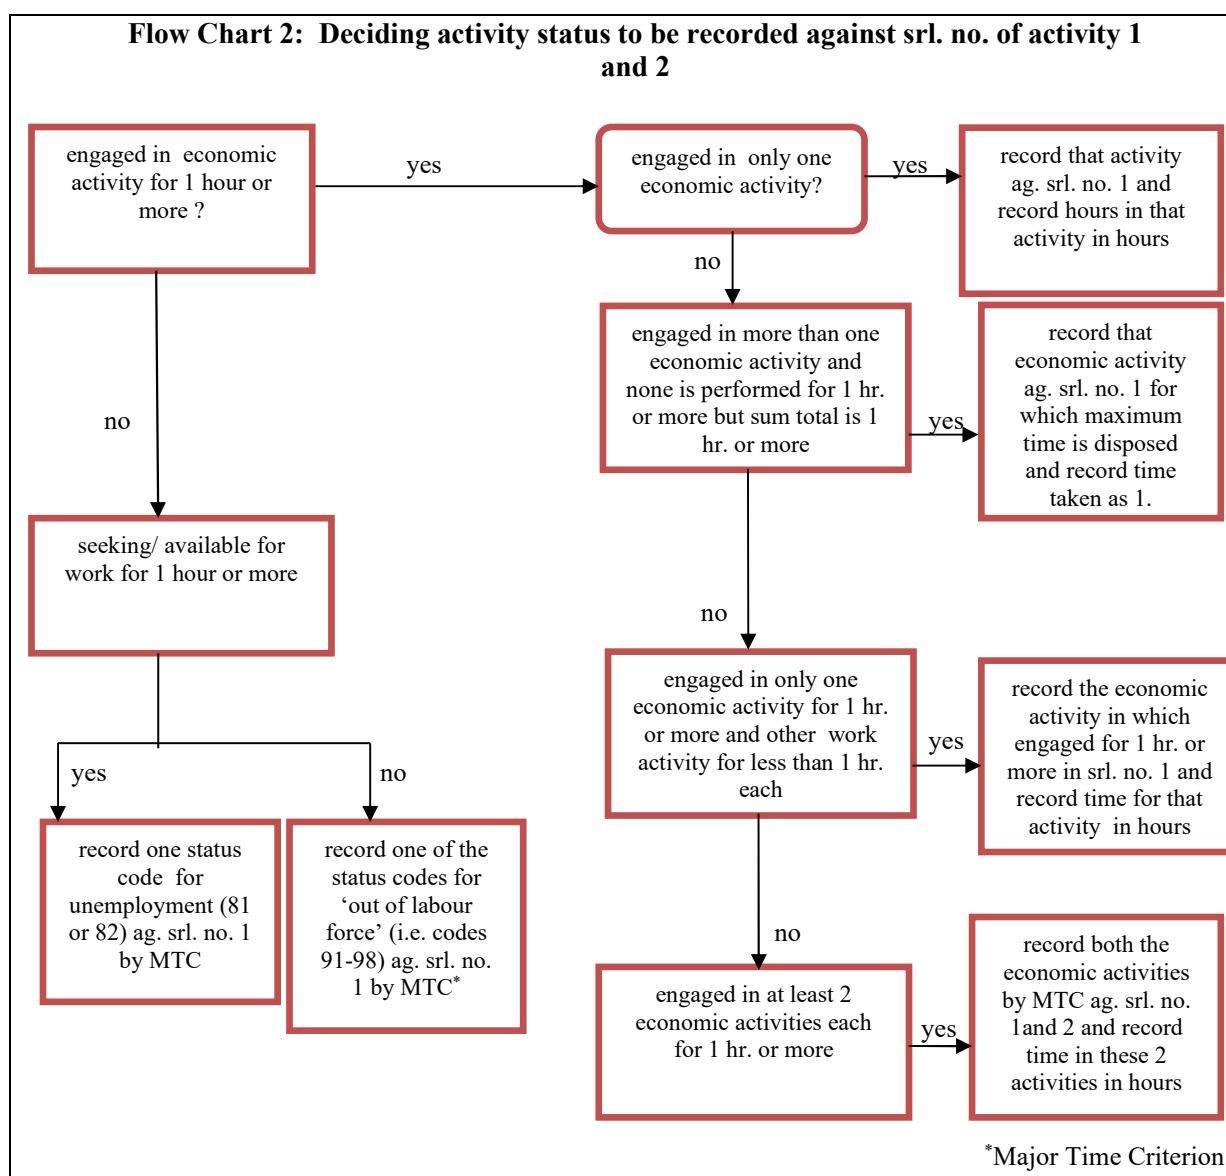 Flow Chart 2: Deciding activity status to be recorded against srl. no. of activity 1
and 2
engaged in economic
activity for 1 hour or
more ?
yes
engaged in only one
economic activity?
yes
record that activity
ag. srl. no. 1 and
record hours in that
activity in hours
no
no
engaged in more than one
economic activity and
none is performed for 1 hr.
or more but sum total is 1
hr. or more
yes
record that
economic activity
ag. srl. no. 1 for
which maximum
time is disposed
and record time
taken as 1.
seeking/ available for
work for 1 hour or more
yes
no
record one status
code for
unemployment (81
or 82) ag. srl. no. 1
by MTC
record one of the
status codes for
‘out of labour
force’ (i.e. codes
91-98) ag. srl. no.
1 by MTC*
no
engaged in only one
economic activity for 1 hr.
or more and other work
activity for less than 1 hr.
each
yes
record the economic
activity in which
engaged for 1 hr. or
more in srl. no. 1 and
record time for that
activity in hours
no
engaged in at least 2
economic activities each
for 1 hr. or more
yes
record both the
economic activities
by MTC ag. srl. no.
1and 2 and record
time in these 2
activities in hours
*Major Time Criterion